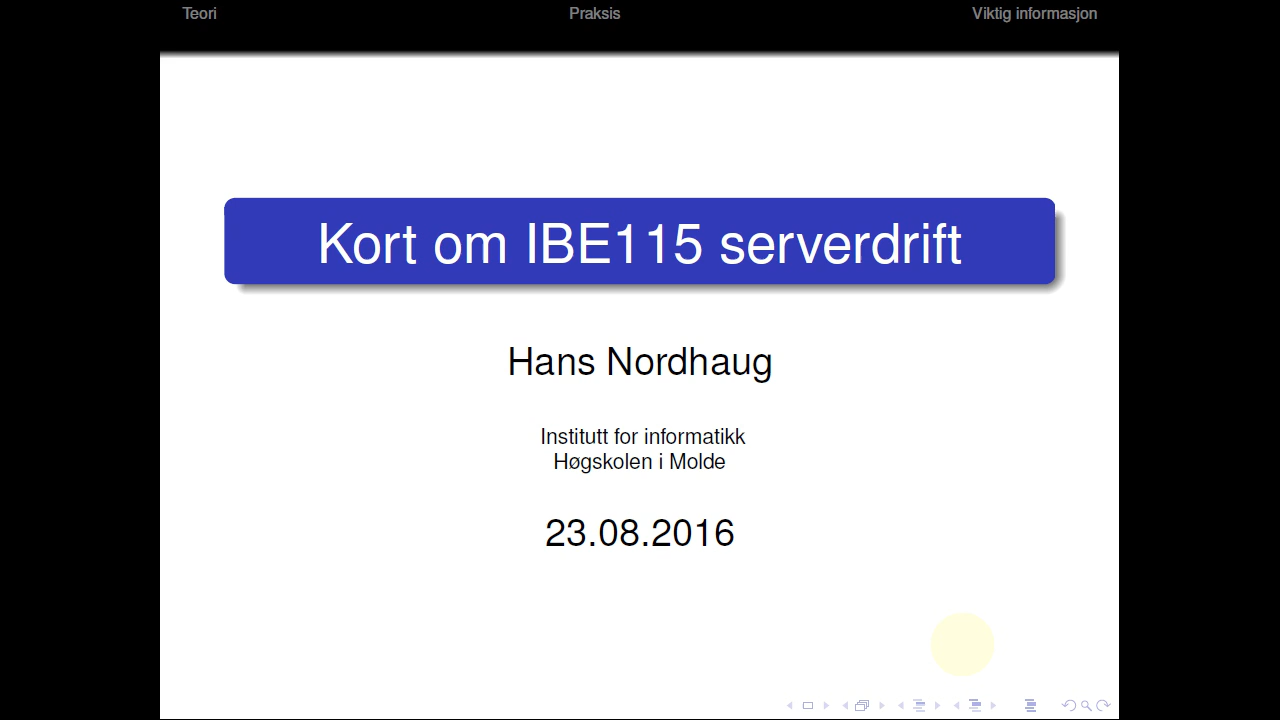 Teori
Praksis
Viktig informasjon
Kort om IBE115 serverdrift
Hans Nordhaug
Institutt for informatikk
Høgskolen i Molde
23.08.2016